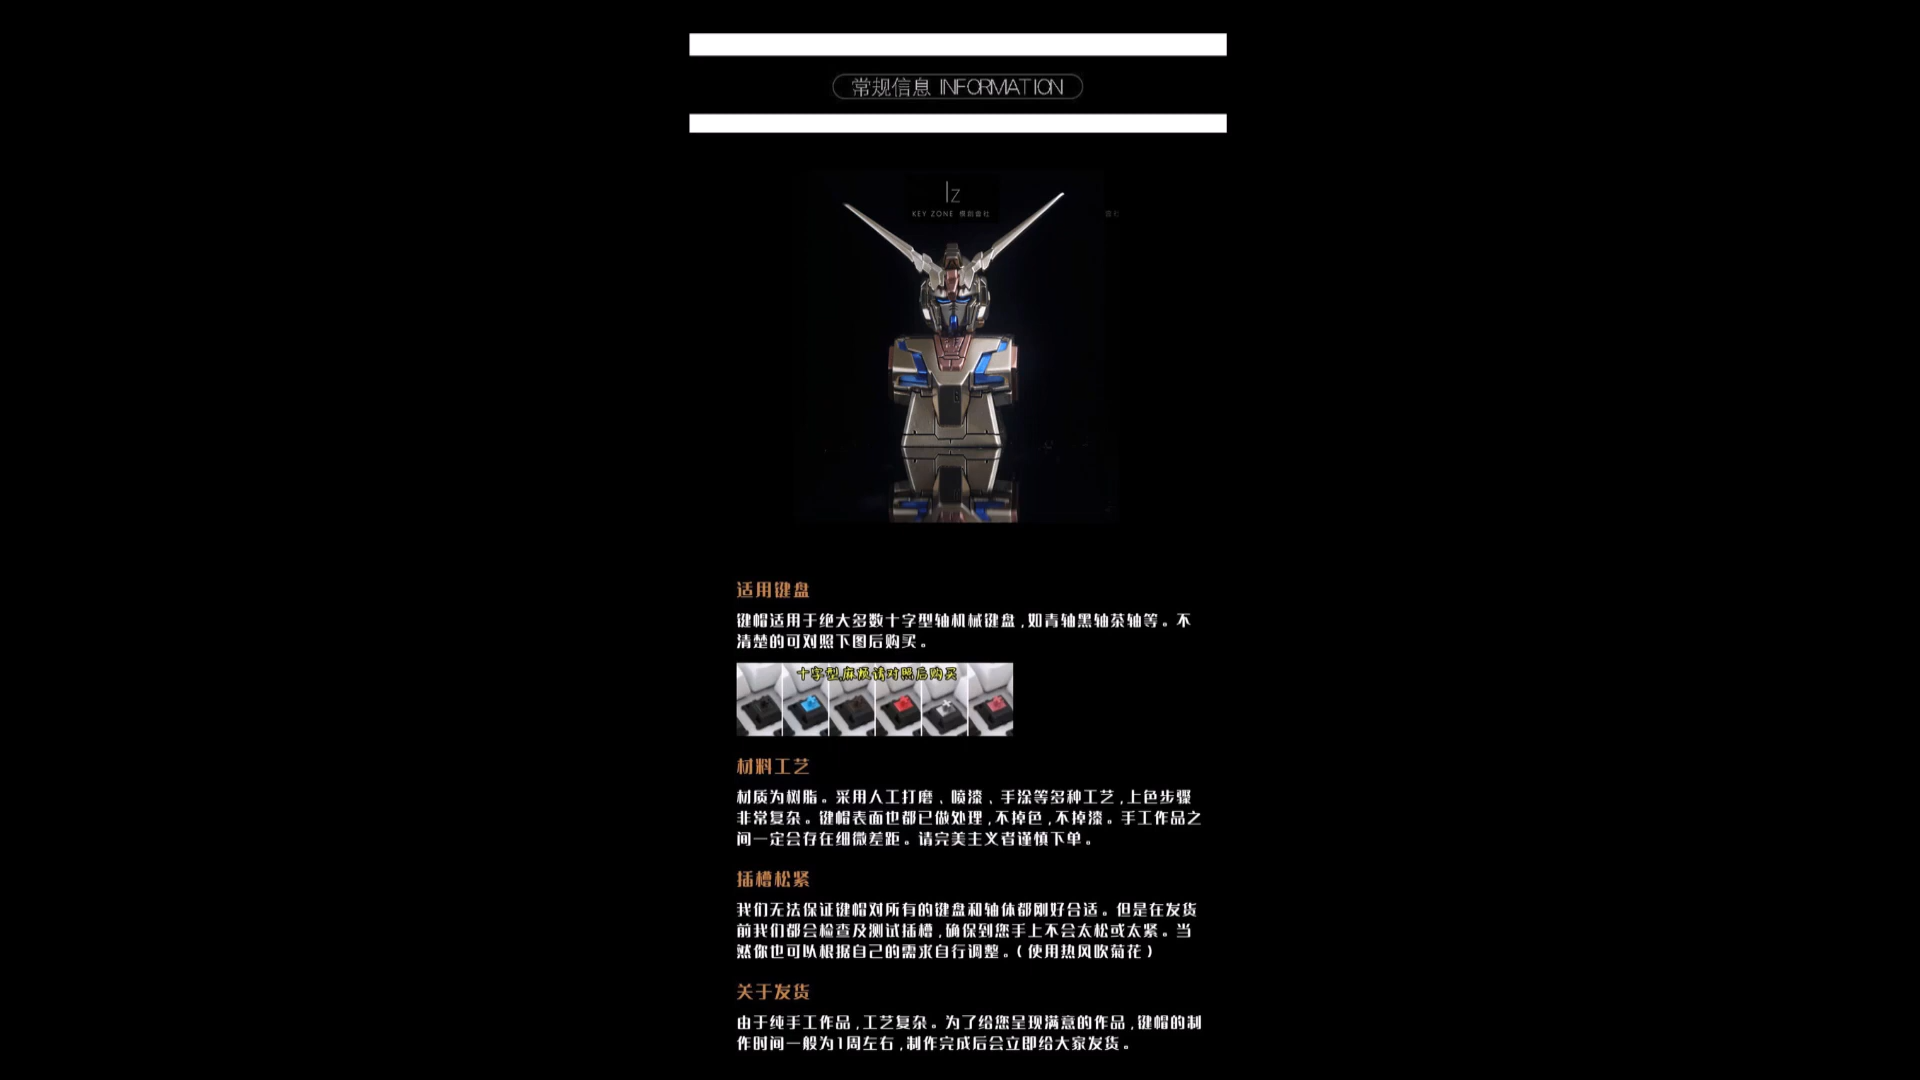 常规信息 INFORMATION
KEY ZONE
适用键盘
键帽适用于绝大多数十字型轴机械键盘,如青轴黑轴茶轴等。不
清楚的可对照下图后购买。
十字型,麻烦请对照后购买
材料工艺
材质为树脂。采用人工打磨、喷漆、手涂等多种工艺,上色步骤
非常复杂。键帽表面也都已做处理,不掉色,不掉漆。手工作品之
间一定会存在细微差距。请完美主义者谨慎下单。
插槽松紧
我们无法保证键帽对所有的键盘和轴体都刚好合适。但是在发货
前我们都会检查及测试插槽,确保到您手上不会太松或太紧。当
然你也可以根据自己的需求自行调整。(使用热风吹菊花)
关于发货
由于纯手工作品,工艺复杂。为了给您呈现满意的作品,键帽的制
作时间一般为1周左右,制作完成后会立即给大家发货。